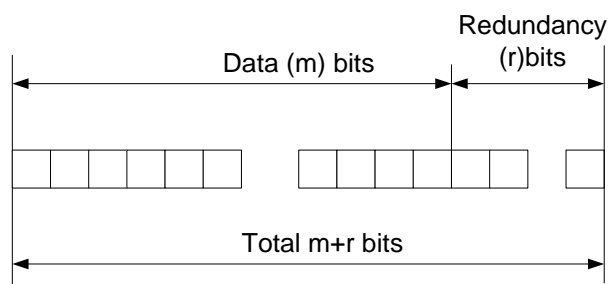 Redundancy
(r)bits
Data (m) bits
Total m+r bits